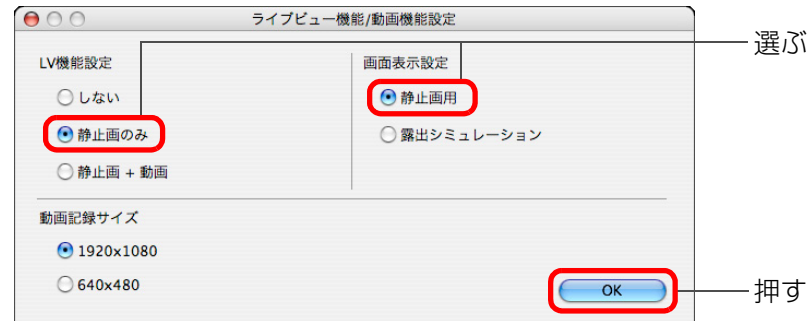 ライブビュー機能/動画機能設定
選ぶ
LV機能設定
しない
静止画のみ
静止画 + 動画
画面表示設定
静止画用
露出シミュレーション
動画記録サイズ
1920x1080
640x480
OK
押す